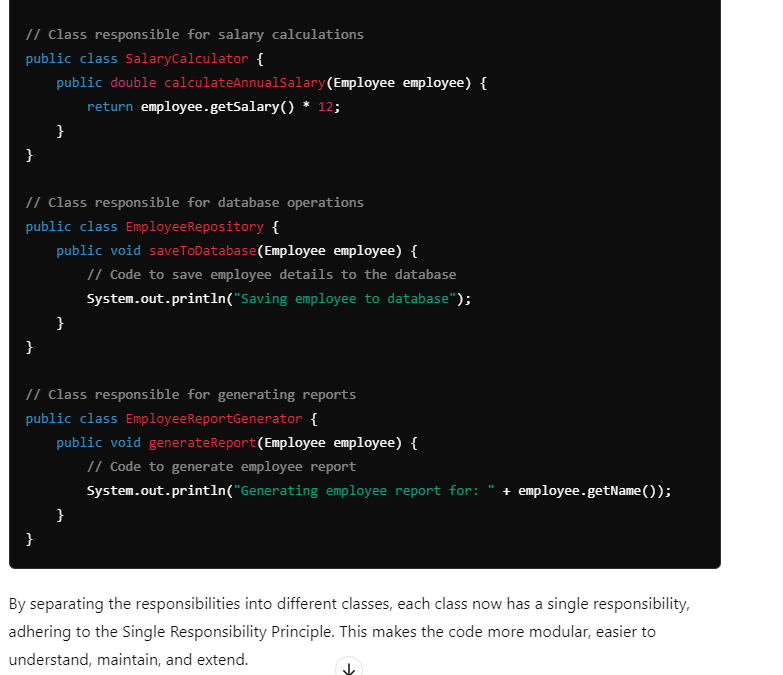 // Class responsible for salary calculations
public class SalaryCalculator {
    public double calculateAnnualSalary(Employee employee) {
        return employee.getSalary() * 12;
    }
}

// Class responsible for database operations
public class EmployeeRepository {
    public void saveToDatabase(Employee employee) {
        // Code to save employee details to the database
        System.out.println("Saving employee to database");
    }
}

// Class responsible for generating reports
public class EmployeeReportGenerator {
    public void generateReport(Employee employee) {
        // Code to generate employee report
        System.out.println("Generating employee report for: " + employee.getName());
    }
}
By separating the responsibilities into different classes, each class now has a single responsibility,
adhering to the Single Responsibility Principle. This makes the code more modular, easier to
understand, maintain, and extend.